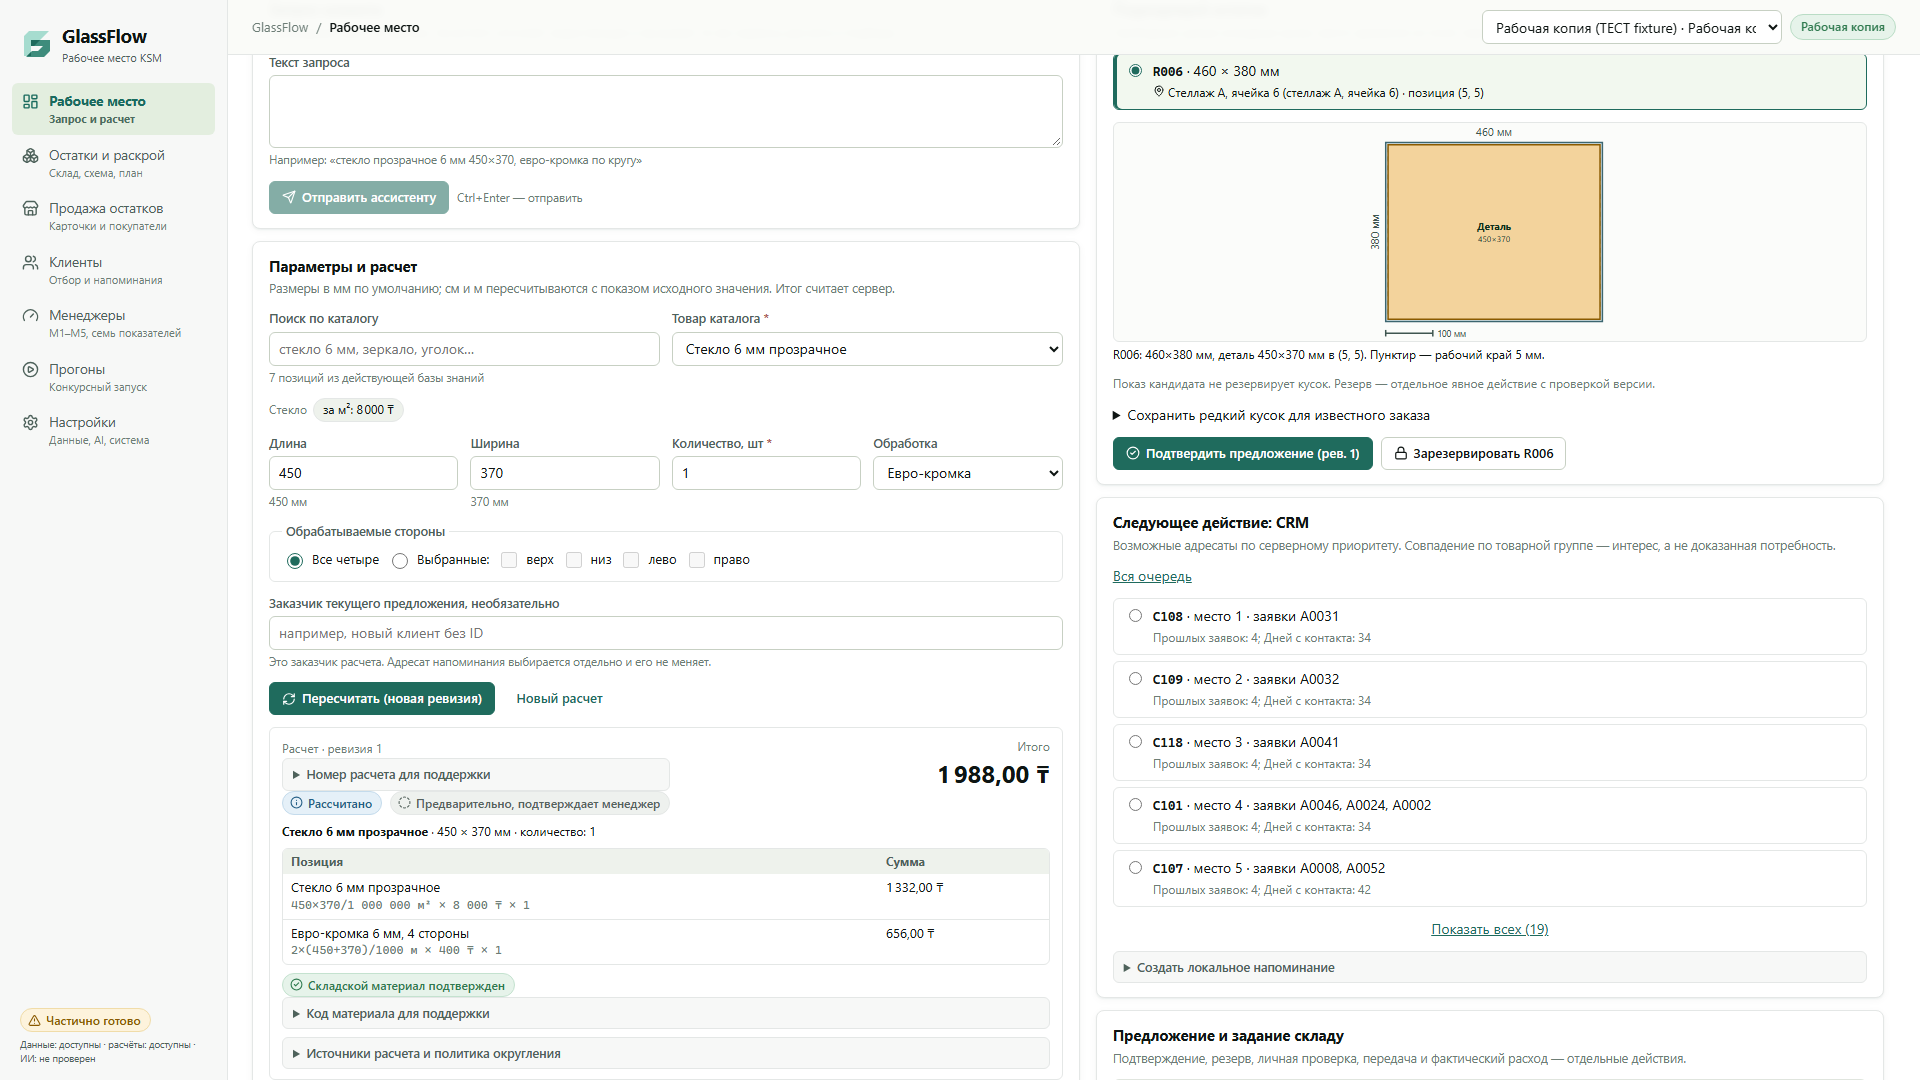 GlassFlow
Рабочее место KSM
Рабочее место
Запрос и расчет
Остатки и раскрой
Склад, схема, план
Продажа остатков
Карточки и покупатели
Клиенты
Отбор и напоминания
Менеджеры
М1–М5, семь показателей
Прогоны
Конкурсный запуск
Настройки
Данные, AI, система
Частично готово
Данные: доступны · расчёты: доступны ·
ИИ: не проверен
GlassFlow / Рабочее место
Рабочая копия (ТЕСТ fixture) · Рабочая кс
Рабочая копия
Текст запроса
Например: «стекло прозрачное 6 мм 450×370, евро-кромка по кругу»
Отправить ассистенту
Ctrl+Enter — отправить
Параметры и расчет
Размеры в мм по умолчанию; см и м пересчитываются с показом исходного значения. Итог считает сервер.
Поиск по каталогу
Товар каталога *
стекло 6 мм, зеркало, уголок...
Стекло 6 мм прозрачное
7 позиций из действующей базы знаний
Стекло за м²: 8 000 ₸
Длина
Ширина
Количество, шт *
Обработка
450
370
1
Евро-кромка
450 мм
370 мм
Обрабатываемые стороны
Все четыре
Выбранные:
верх
низ
лево
право
Заказчик текущего предложения, необязательно
например, новый клиент без ID
Это заказчик расчета. Адресат напоминания выбирается отдельно и его не меняет.
Пересчитать (новая ревизия)
Новый расчет
Расчет · ревизия 1
Итого
Номер расчета для поддержки
1 988,00 ₸
Рассчитано
Предварительно, подтверждает менеджер
Стекло 6 мм прозрачное · 450 × 370 мм · количество: 1
Позиция
Сумма
Стекло 6 мм прозрачное
1 332,00 ₸
450×370/1 000 000 м² × 8 000 ₸ × 1
Евро-кромка 6 мм, 4 стороны
656,00 ₸
2×(450+370)/1000 м × 400 ₸ × 1
Складской материал подтвержден
Код материала для поддержки
Источники расчета и политика округления
R006 · 460 × 380 мм
Стеллаж А, ячейка 6 (стеллаж А, ячейка 6) · позиция (5, 5)
460 мм
380 мм
Деталь
450×370
100 мм
R006: 460×380 мм, деталь 450×370 мм в (5, 5). Пунктир — рабочий край 5 мм.
Показ кандидата не резервирует кусок. Резерв — отдельное явное действие с проверкой версии.
Сохранить редкий кусок для известного заказа
Подтвердить предложение (рев. 1)
Зарезервировать R006
Следующее действие: CRM
Возможные адресаты по серверному приоритету. Совпадение по товарной группе — интерес, а не доказанная потребность.
Вся очередь
C108 · место 1 · заявки A0031
Прошлых заявок: 4; Дней с контакта: 34
C109 · место 2 · заявки A0032
Прошлых заявок: 4; Дней с контакта: 34
C118 · место 3 · заявки A0041
Прошлых заявок: 4; Дней с контакта: 34
C101 · место 4 · заявки A0046, A0024, A0002
Прошлых заявок: 4; Дней с контакта: 34
C107 · место 5 · заявки A0008, A0052
Прошлых заявок: 4; Дней с контакта: 42
Показать всех (19)
Создать локальное напоминание
Предложение и задание складу
Подтверждение, резерв, личная проверка, передача и фактический расход — отдельные действия.